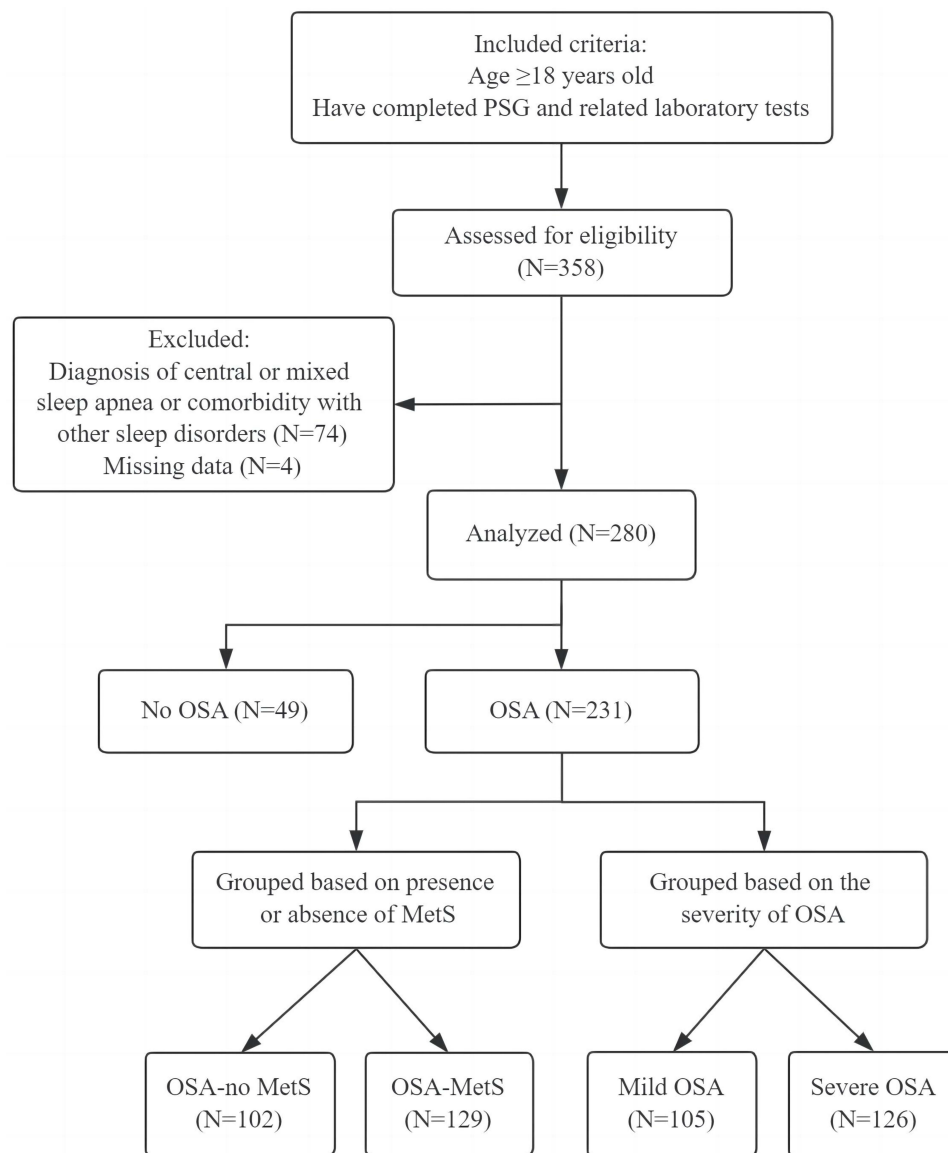 Included criteria:
Age ≥18 years old
Have completed PSG and related laboratory tests
Assessed for eligibility
(N=358)
Excluded:
Diagnosis of central or mixed
sleep apnea or comorbidity with
other sleep disorders (N=74)
Missing data (N=4)
Analyzed (N=280)
No OSA (N=49)
OSA (N=231)
Grouped based on presence
or absence of MetS
Grouped based on the
severity of OSA
OSA-no MetS
(N=102)
OSA-MetS
(N=129)
Mild OSA
(N=105)
Severe OSA
(N=126)